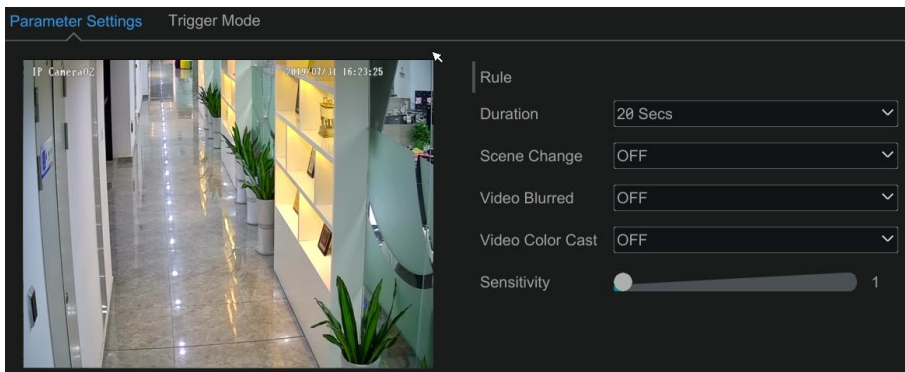 Parameter Settings Trigger Mode
IP Camera02 2019/07/31 16:23:25
Rule
Duration 20 Secs
Scene Change OFF
Video Blurred OFF
Video Color Cast OFF
Sensitivity 1